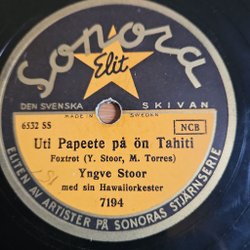 Sonora
Elit
DEN SVENSKA SKIVAN
MADE IN SWEDEN
6532 SS
NCB
Uti Papeete på ön Tahiti
Foxtrot (Y. Stoor, M. Torres)
Yngve Stoor
med sin Hawaiiorkester
7194
ELITEN AV ARTISTER PÅ SONORAS STJÄRNSERIE